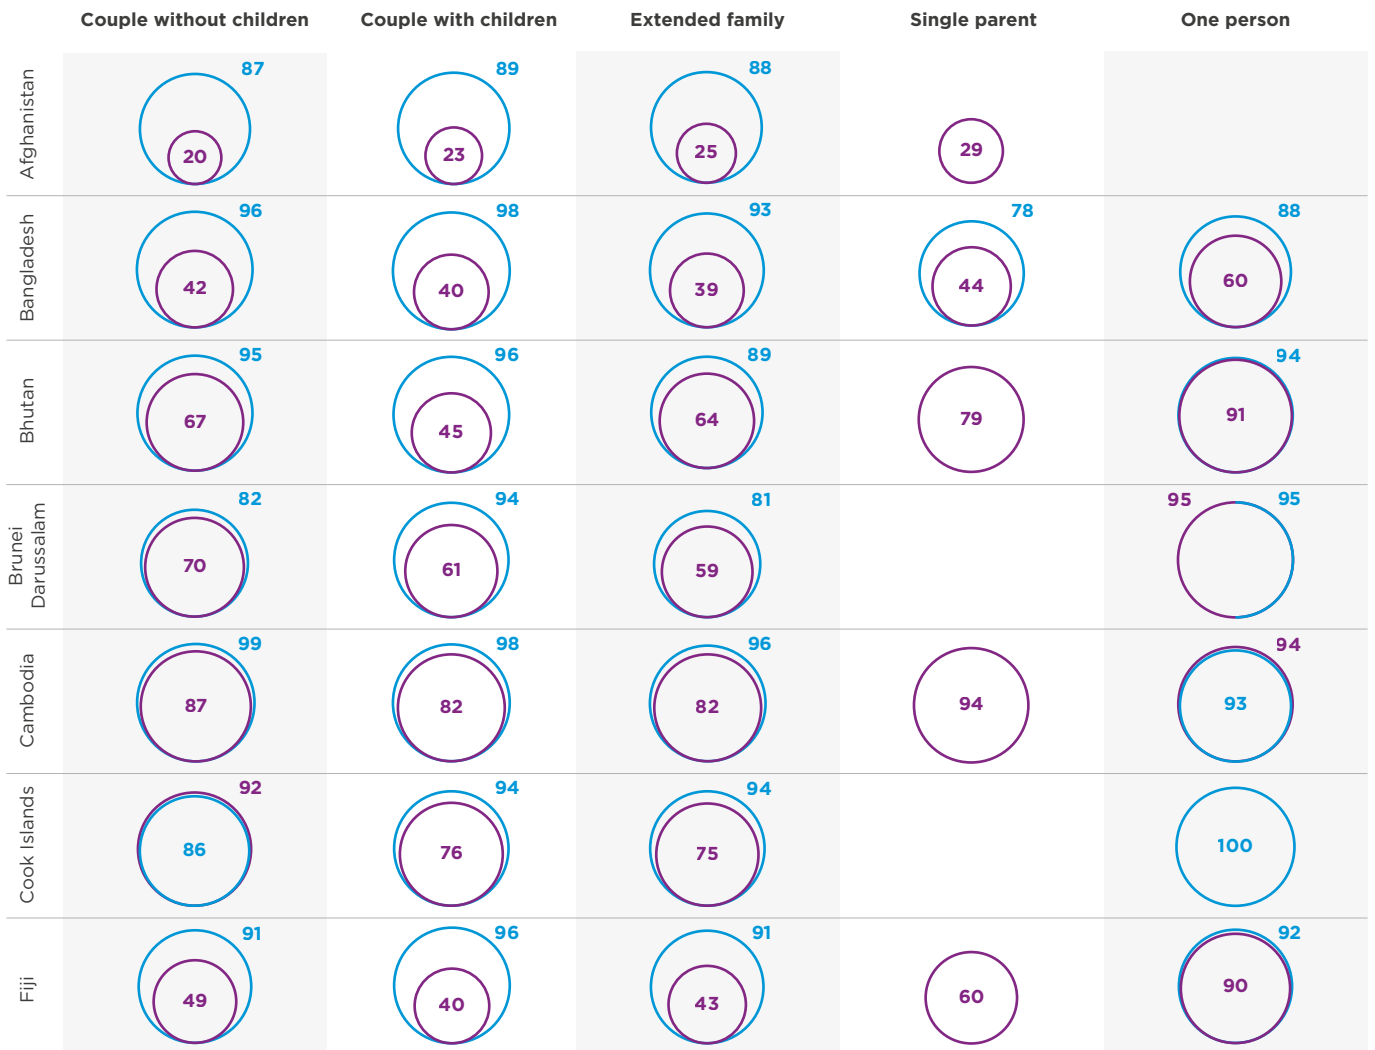 Couple without children Couple with children Extended family Single parent One person
Afghanistan
87 89 88
20 23 25 29
Bangladesh
96 98 93 78 88
42 40 39 44 60
Bhutan
95 96 89 94
67 45 64 79 91
Brunei
Darussalam
82 94 81 95 95
70 61 59
Cambodia
99 98 96 94
87 82 82 94 93
Cook Islands
92 94 94
86 76 75 100
Fiji
91 96 91 92
49 40 43 60 90